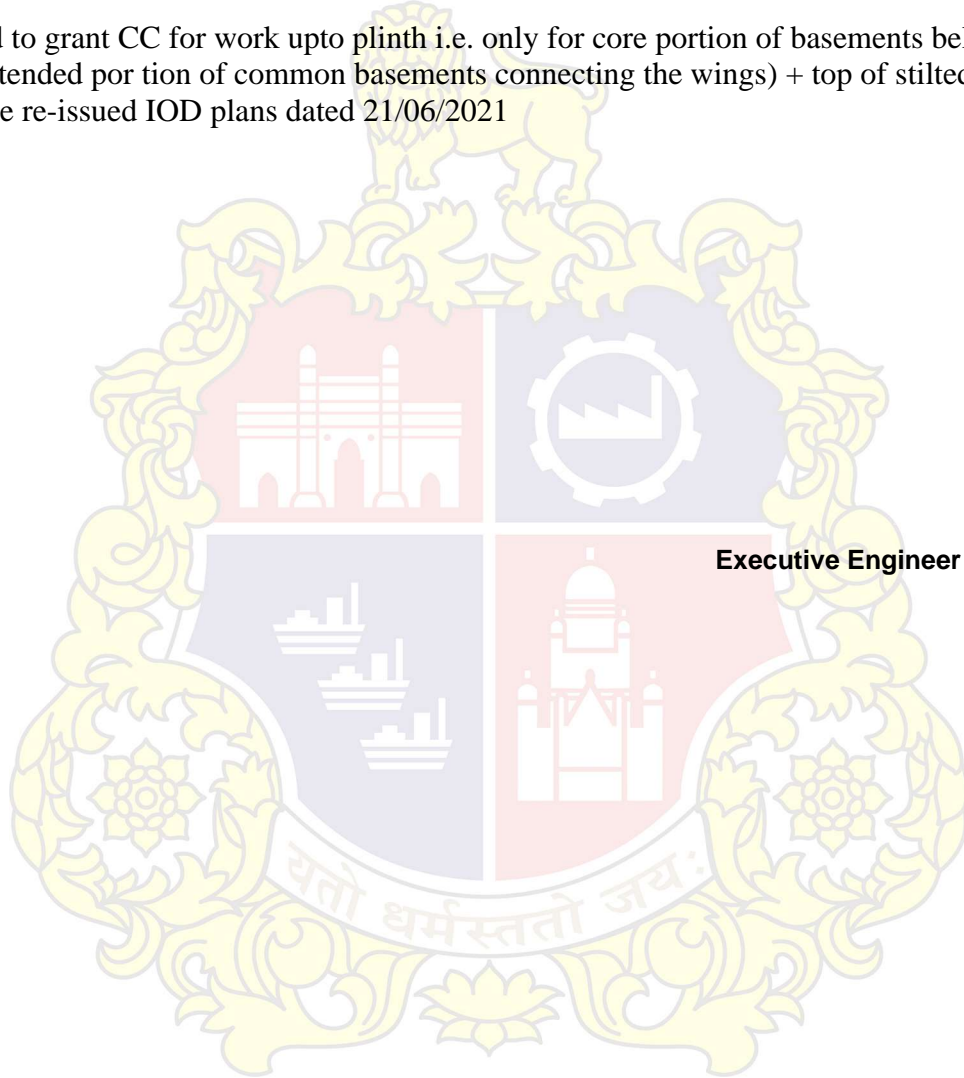 to grant CC for work upto plinth i.e. only for core portion of basements
por tion of common basements connecting the wings) + top of stilted
re-issued IOD plans dated 21/06/2021
Executive Engineer
यतो धर्मस्ततो जय: